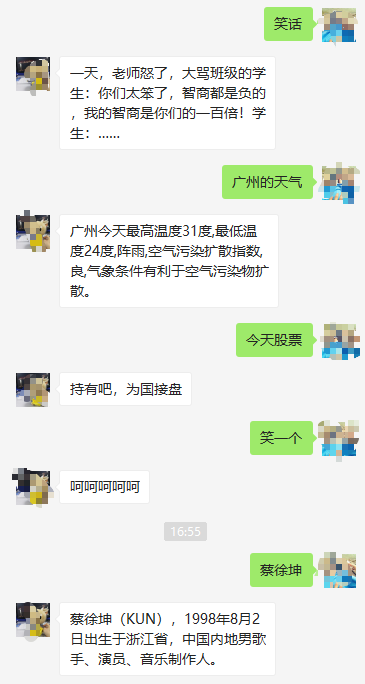 笑话
一天，老师怒了，大骂班级的学
生：你们太笨了，智商都是负的
，我的智商是你们的一百倍！学
生：……
广州的天气
广州今天最高温度31度,最低温
度24度,阵雨,空气污染扩散指数,
良,气象条件有利于空气污染物扩
散。
今天股票
持有吧，为国接盘
笑一个
呵呵呵呵呵
16:55
蔡徐坤
蔡徐坤（KUN），1998年8月2
日出生于浙江省，中国内地男歌
手、演员、音乐制作人。